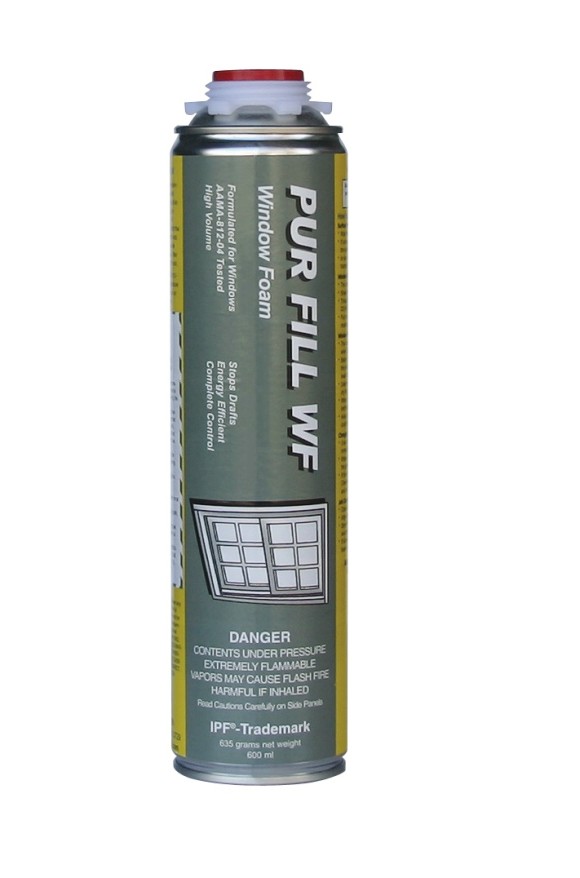 PUR FILL WF
Window Foam
Formulated for Windows
AAMA-812-04 Tested
High Volume
Stops Drafts
Energy Efficient
Complete Control
DANGER
CONTENTS UNDER PRESSURE
EXTREMELY FLAMMABLE
VAPORS MAY CAUSE FLASH FIRE
HARMFUL IF INHALED
Read Cautions Carefully on Side Panels
IPF®-Trademark
635 grams net weight
600 ml